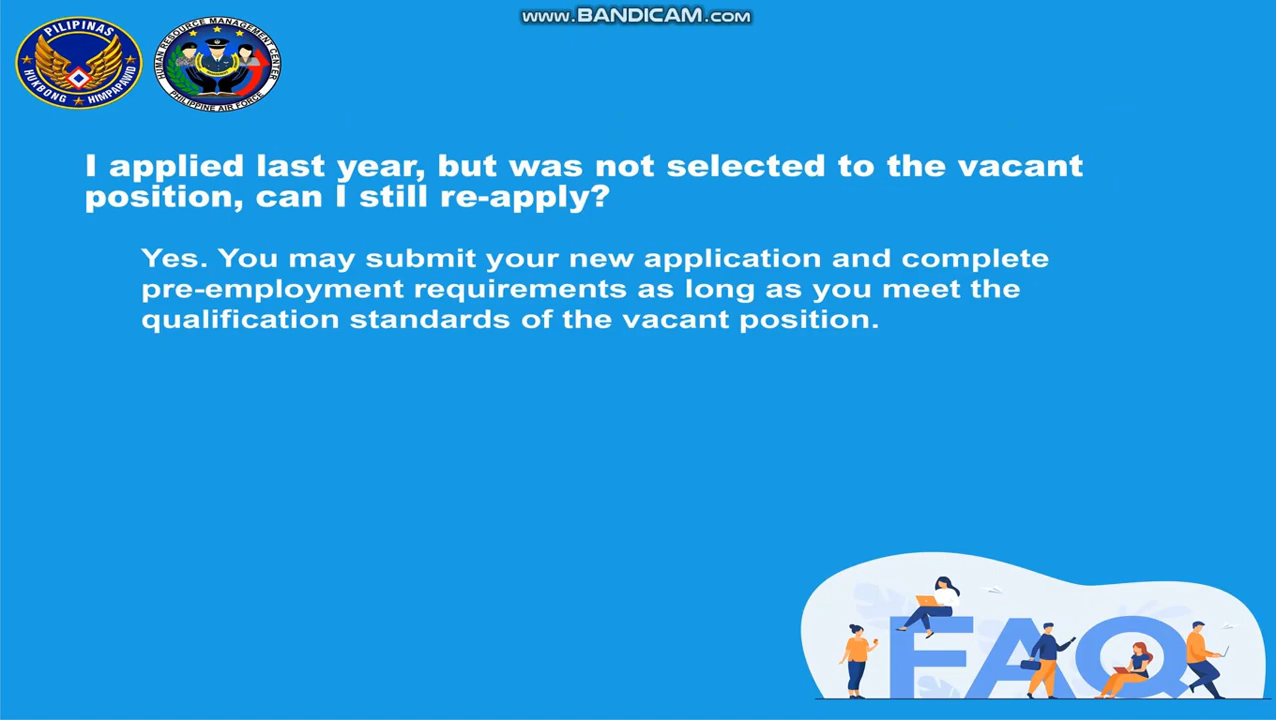 www.BANDICAM.com
PILIPINAS
HUKBONG HIMPAPAWID
HUMAN RESOURCE MANAGEMENT CENTER
PHILIPPINE AIR FORCE
I applied last year, but was not selected to the vacant
position, can I still re-apply?
Yes. You may submit your new application and complete
pre-employment requirements as long as you meet the
qualification standards of the vacant position.
FAQ